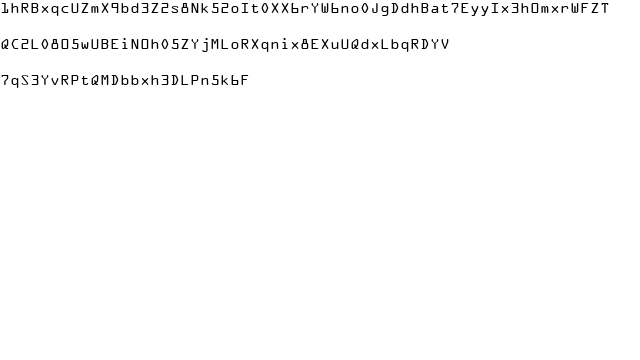 1hRBxqcUZmX9bd3Z2s8Nk52oIt0XX6rYW6no0JgDdhBat7EyyIx3hOmxrWFZT
QC2L08O5wUBEiNOh05ZYjMLoRXqnix8EXuUQdxLbqRDYV
7qS3YvRPtQMDbbxh3DLPn5k6F